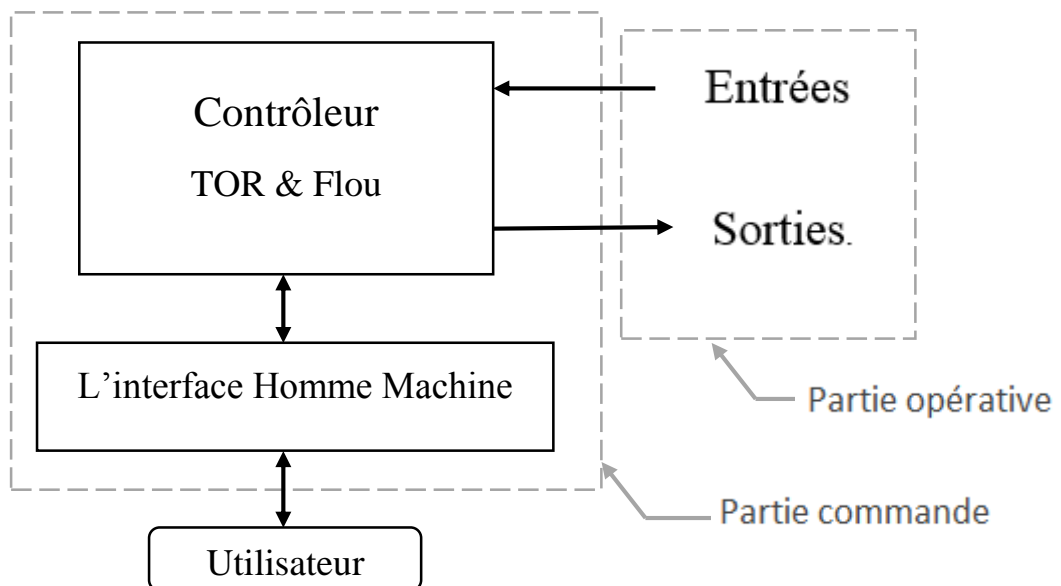 Contrôleur
TOR & Flou
Entrées
Sorties.
L’interface Homme Machine
Partie opérative
Partie commande
Utilisateur